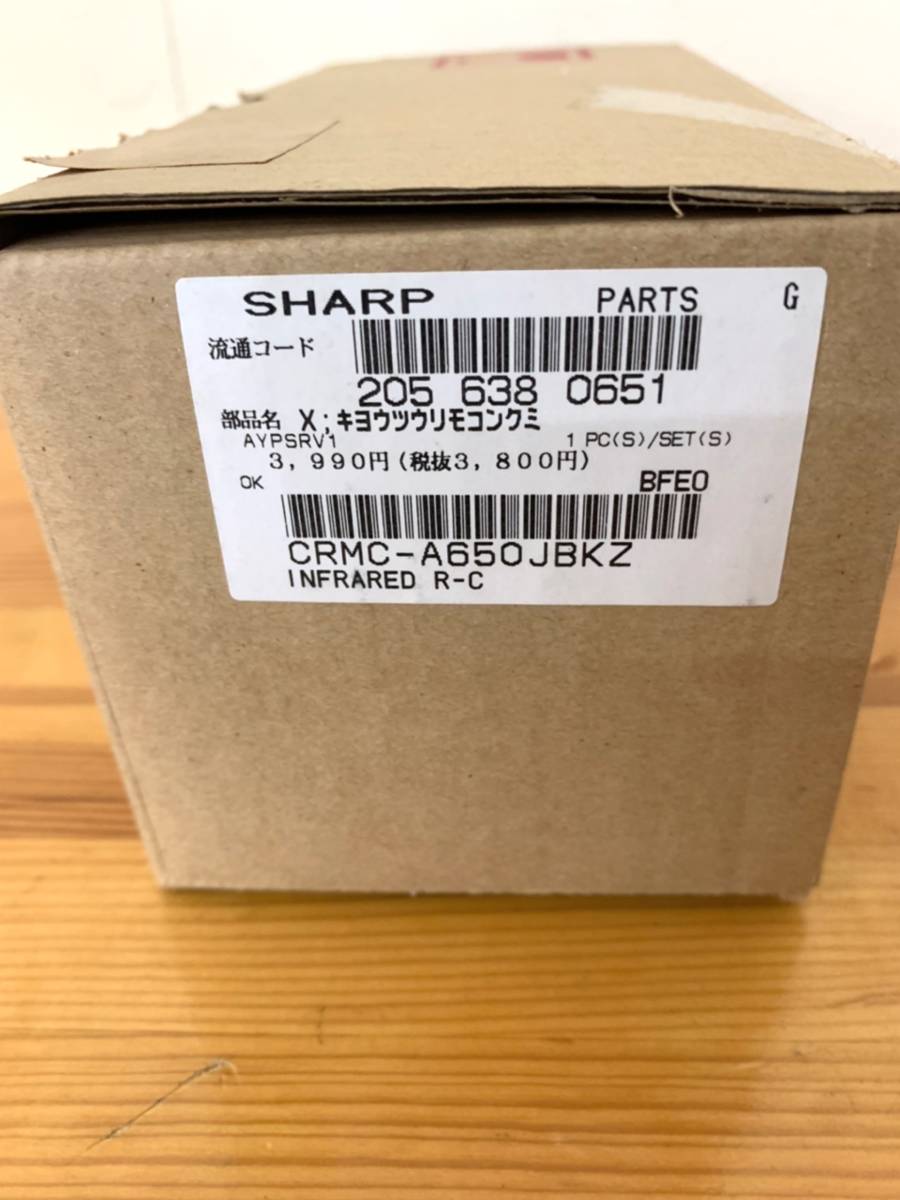 SHARP PARTS G
流通コード
205 638 0651
部品名 X;キヨウツウリモコンクミ
AYPSRV1 1 PC(S)/SET(S)
3,990円(税抜3,800円)
OK BFE0
CRMC-A650JBKZ
INFRARED R-C